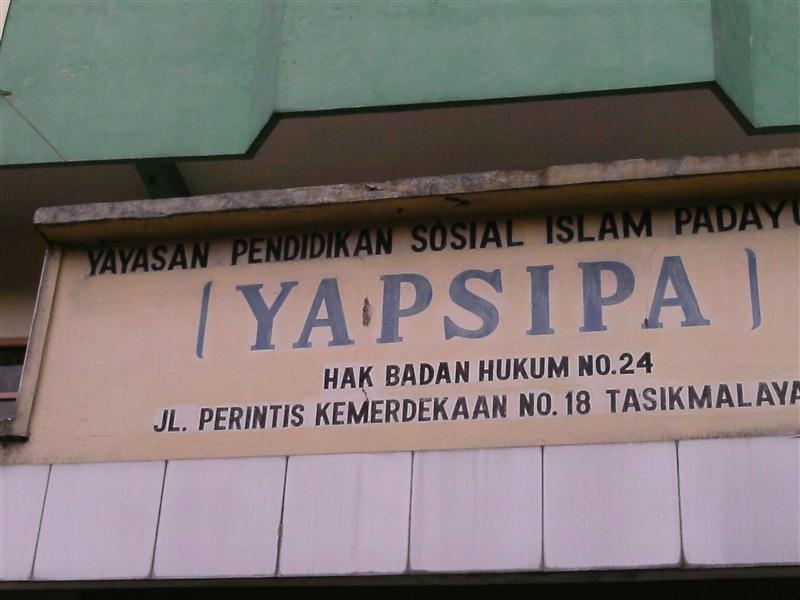 YAYASAN PENDIDIKAN SOSIAL ISLAM PADAYU
(YAPSIPA)
HAK BADAN HUKUM NO.24
JL. PERINTIS KEMERDEKAAN NO. 18 TASIKMALAYA